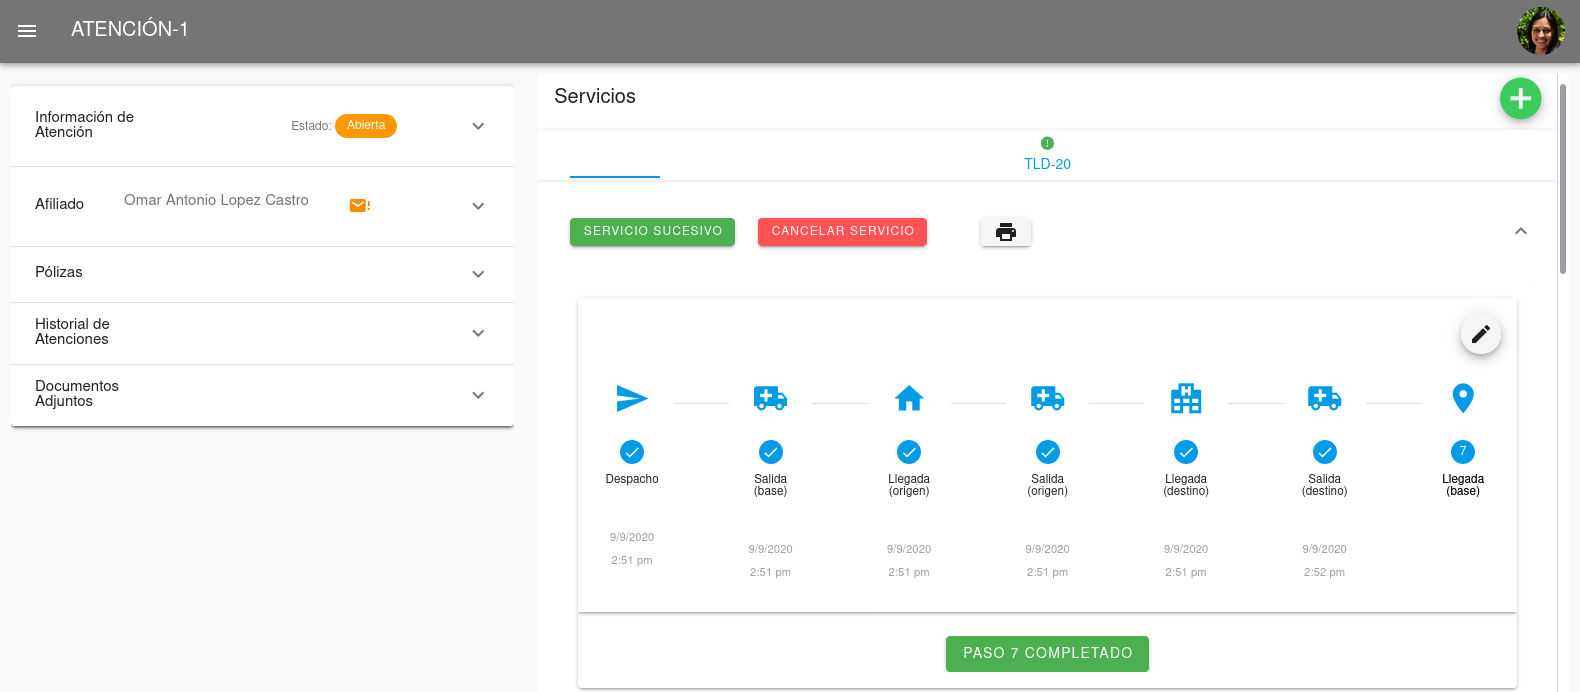 ATENCIÓN-1
Información de
Atención
Estado: Abierta
Afiliado
Omar Antonio Lopez Castro
Pólizas
Historial de
Atenciones
Documentos
Adjuntos
Servicios
TLD-20
SERVICIO SUCESIVO
CANCELAR SERVICIO
Despacho
9/9/2020
2:51 pm
Salida
(base)
9/9/2020
2:51 pm
Llegada
(origen)
9/9/2020
2:51 pm
Salida
(origen)
9/9/2020
2:51 pm
Llegada
(destino)
9/9/2020
2:51 pm
Salida
(destino)
9/9/2020
2:52 pm
7
Llegada
(base)
PASO 7 COMPLETADO